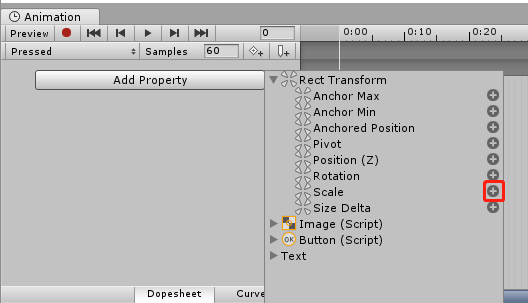 Animation
Preview 0 0:00 0:10 0:20
Pressed Samples 60
Add Property
Rect Transform
Anchor Max
Anchor Min
Anchored Position
Pivot
Position (Z)
Rotation
Scale
Size Delta
Image (Script)
OK Button (Script)
Text
Dopesheet Curve